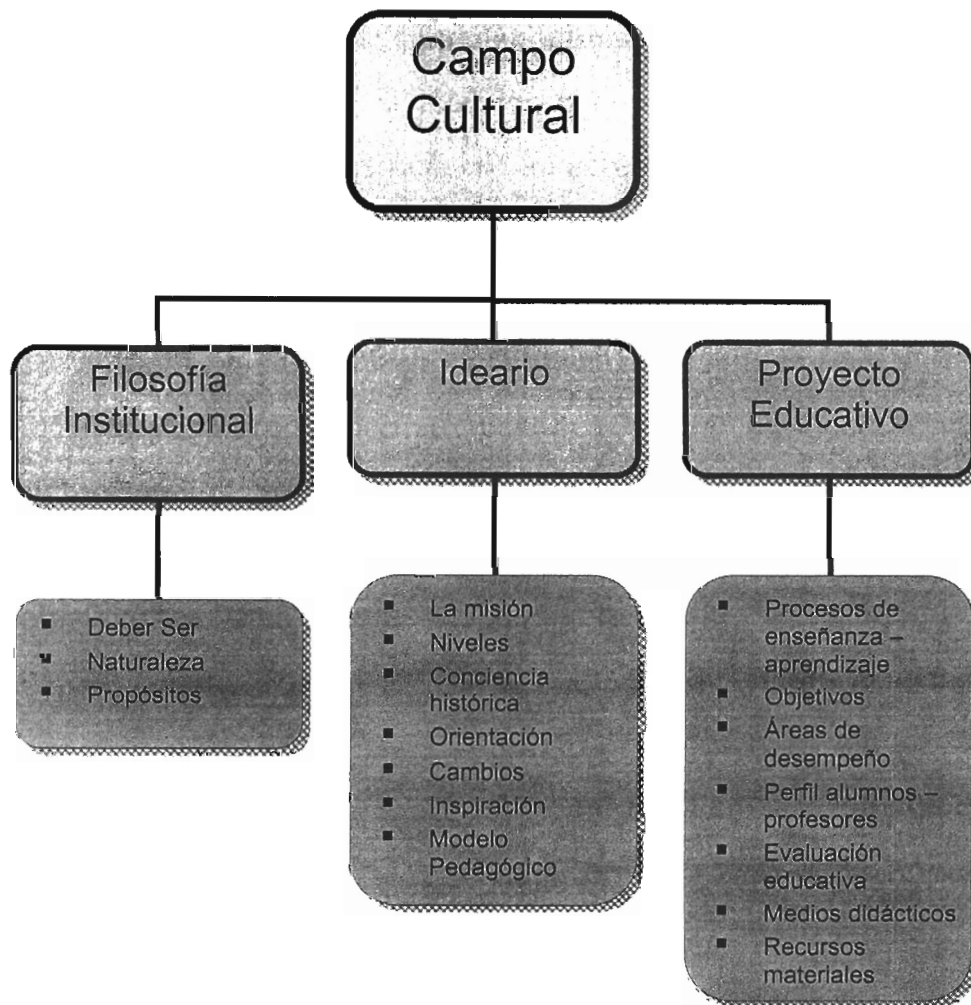 Campo
Cultural
Filosofía
Institucional
Ideario
Proyecto
Educativo
▪ Deber Ser
▪ Naturaleza
▪ Propósitos
▪ La misión
▪ Niveles
▪ Conciencia
histórica
▪ Orientación
▪ Cambios
▪ Inspiración
▪ Modelo
Pedagógico
▪ Procesos de
enseñanza –
aprendizaje
▪ Objetivos
▪ Áreas de
desempeño
▪ Perfil alumnos –
profesores
▪ Evaluación
educativa
▪ Medios didácticos
▪ Recursos
materiales